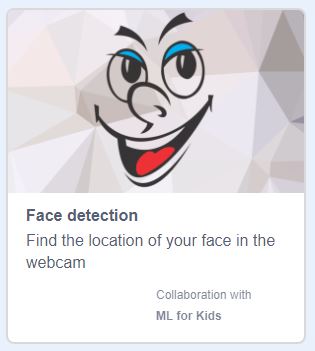 Face detection
Find the location of your face in the
webcam
Collaboration with
ML for Kids